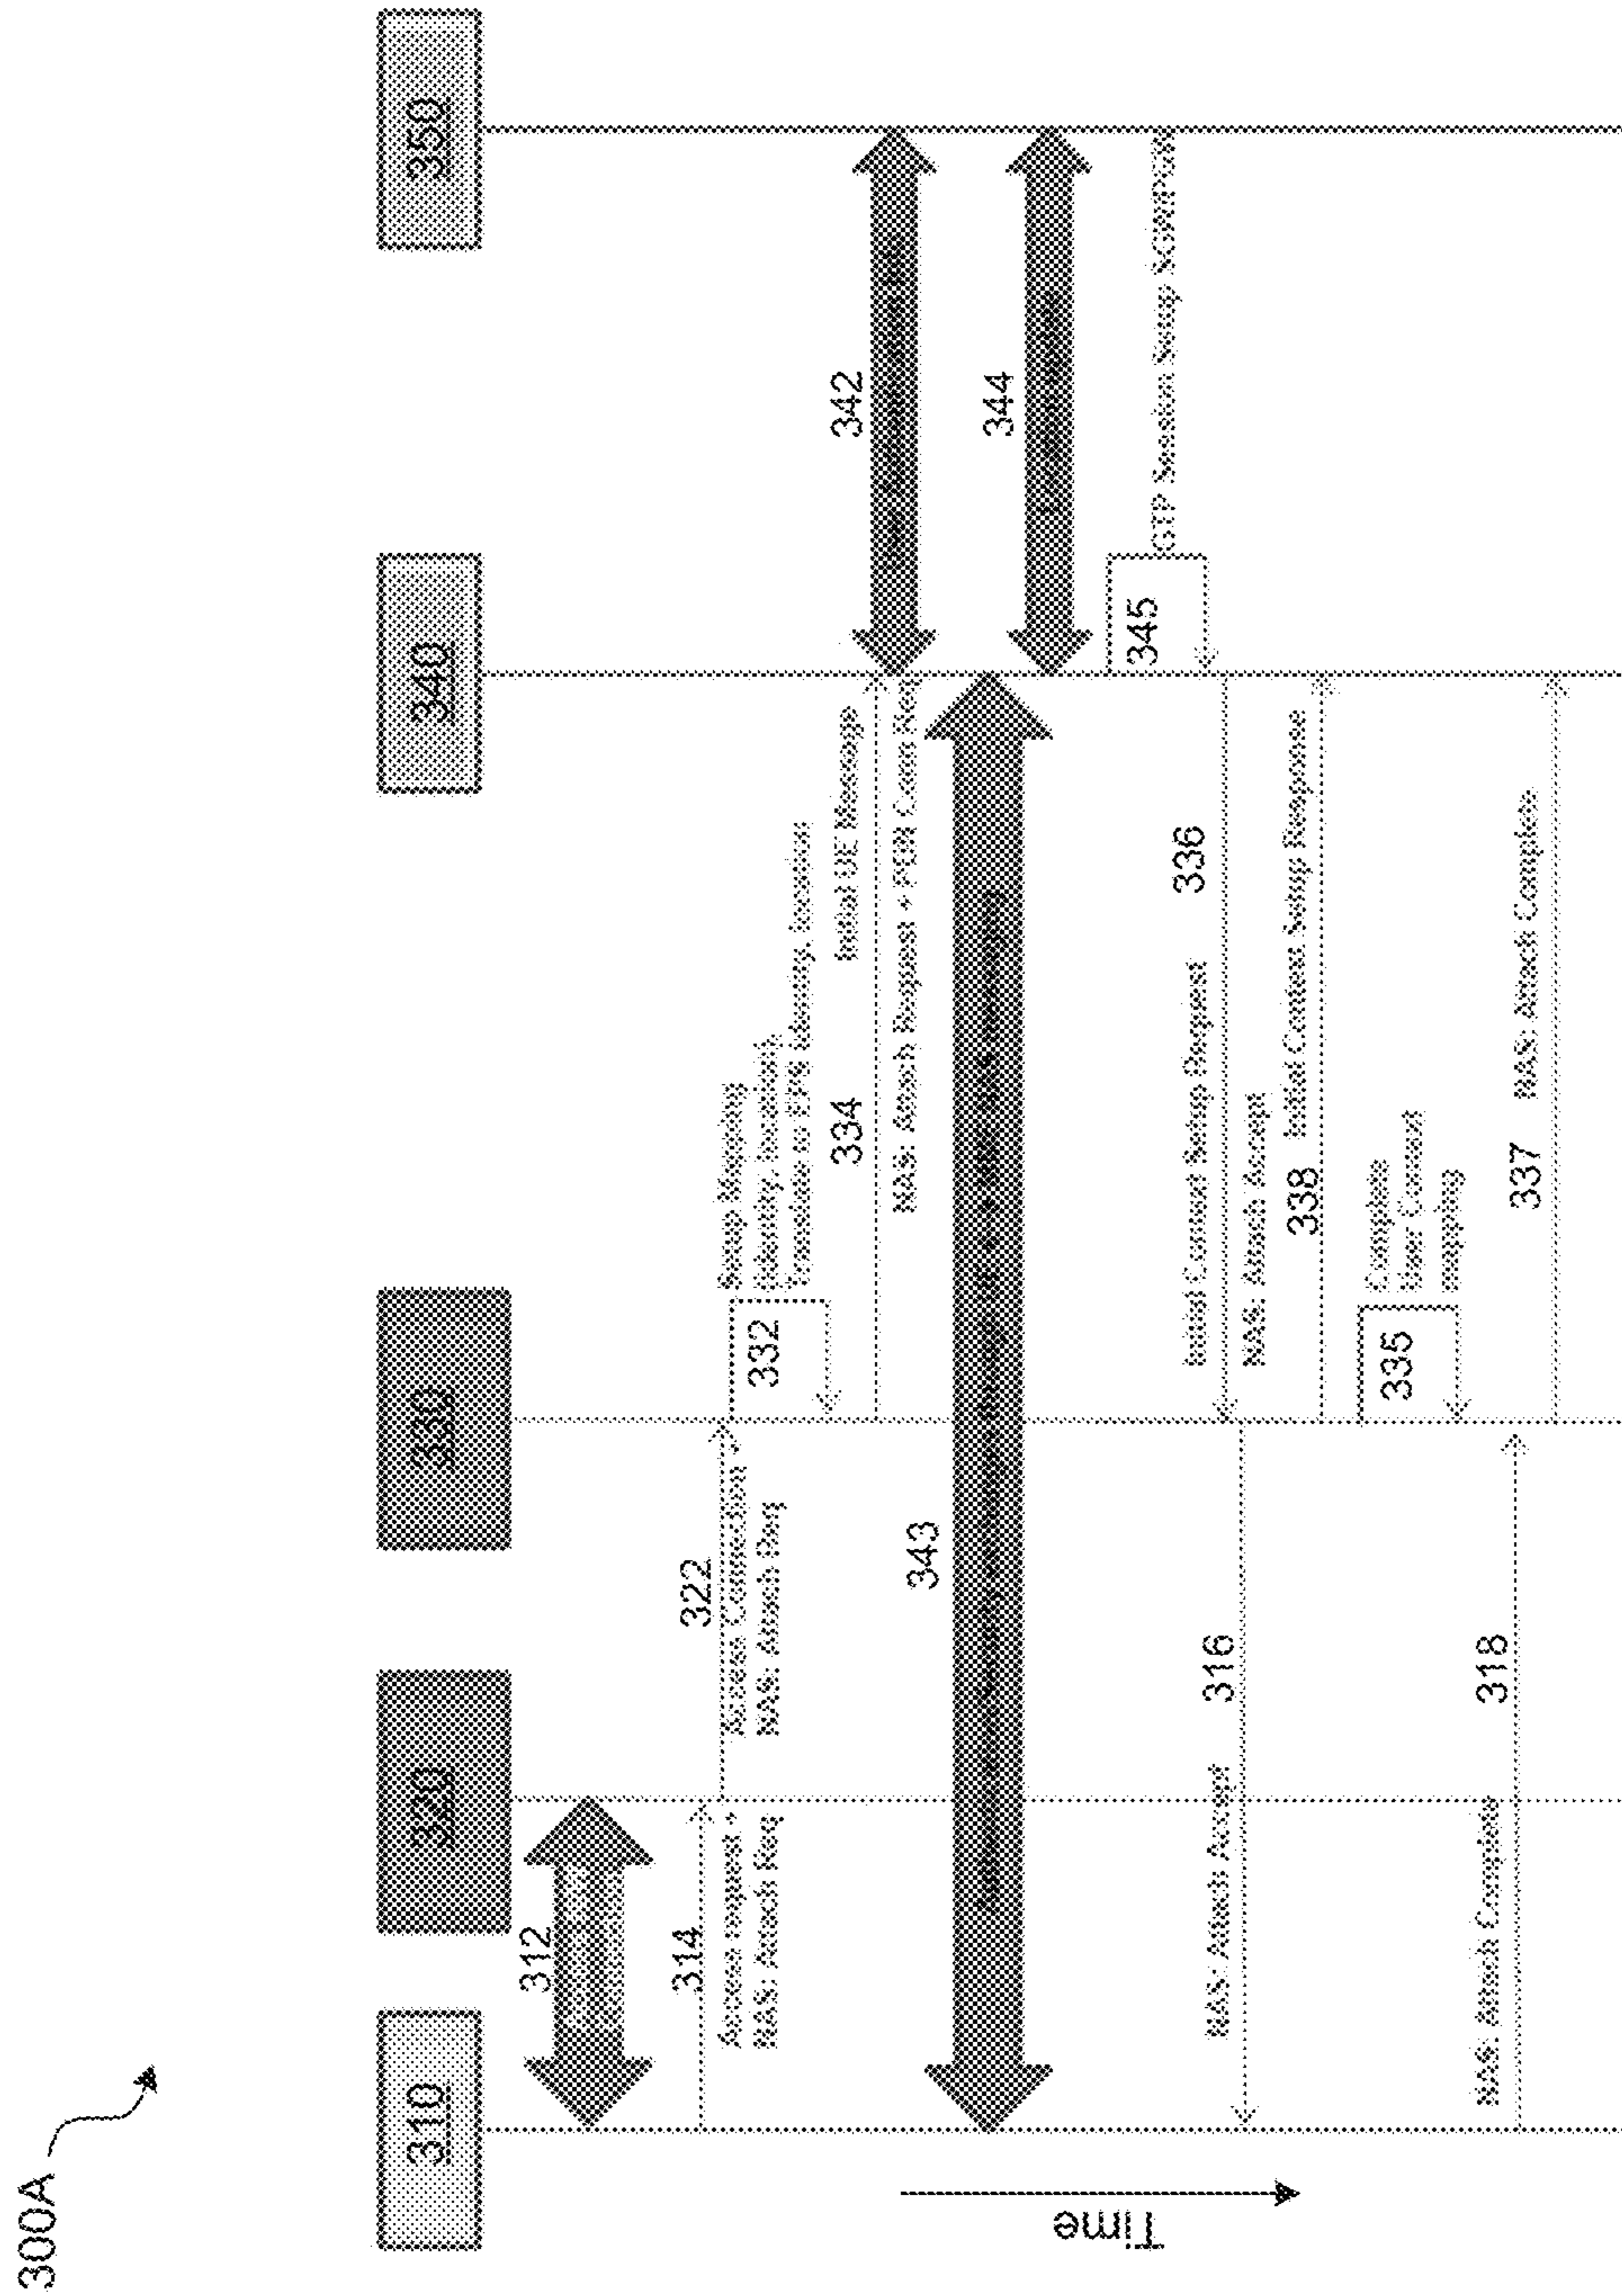 300A
310
320
330
340
350
312
314
Access request +
NAS: Attach Req
322
Access Connection
NAS: Attach Req
332
Setup Mapping
Identity, location,
Translate to EPC identity, location
334
Initial UE Message
NAS: Attach Request + PDN Conn Req
342
343
344
345
GTP Session Setup SGW/PGW
Initial Context Setup Request
336
NAS: Attach Accept
316
NAS: Attach Accept
338
Initial Context Setup Response
335
Complete
User Context
mapping
318
NAS: Attach Complete
337
NAS: Attach Complete
Time